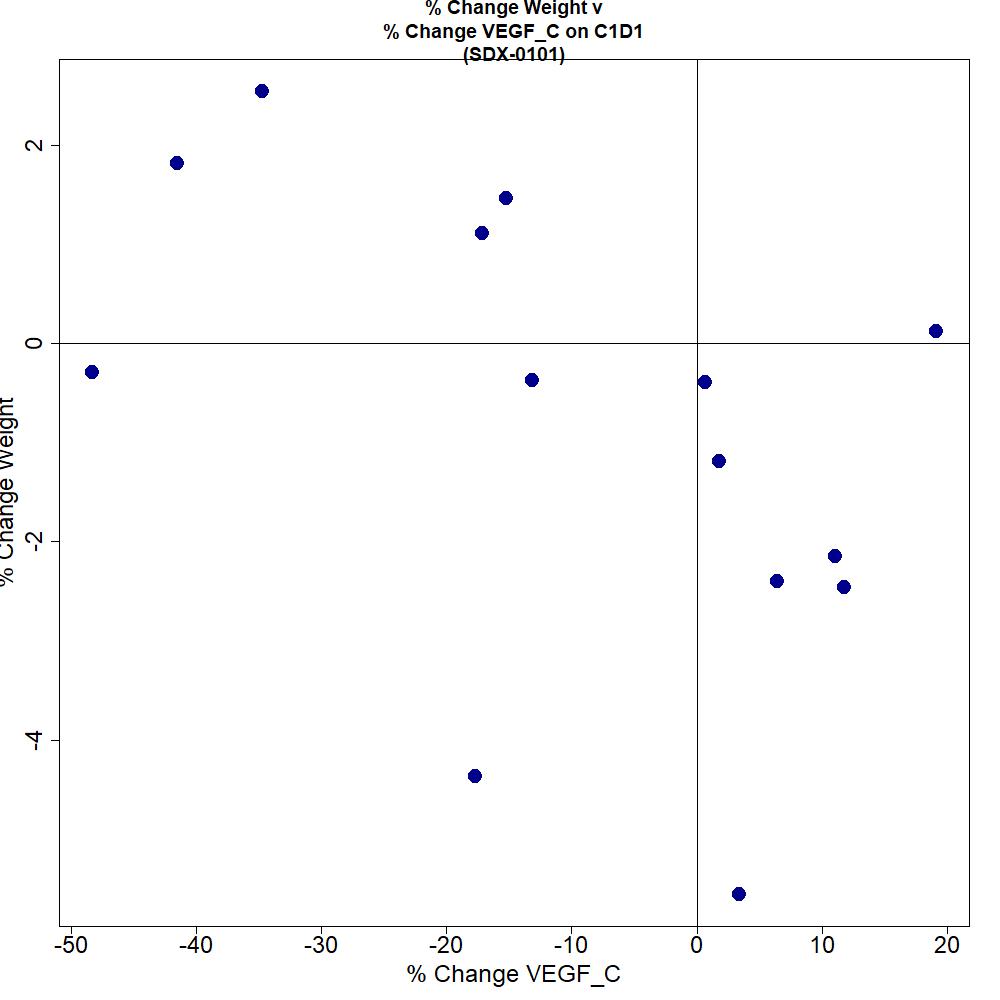 % Change Weight v
% Change VEGF_C on C1D1
(SDX-0101)
2
0
-2
-4
% Change Weight
-50 -40 -30 -20 -10 0 10 20
% Change VEGF_C